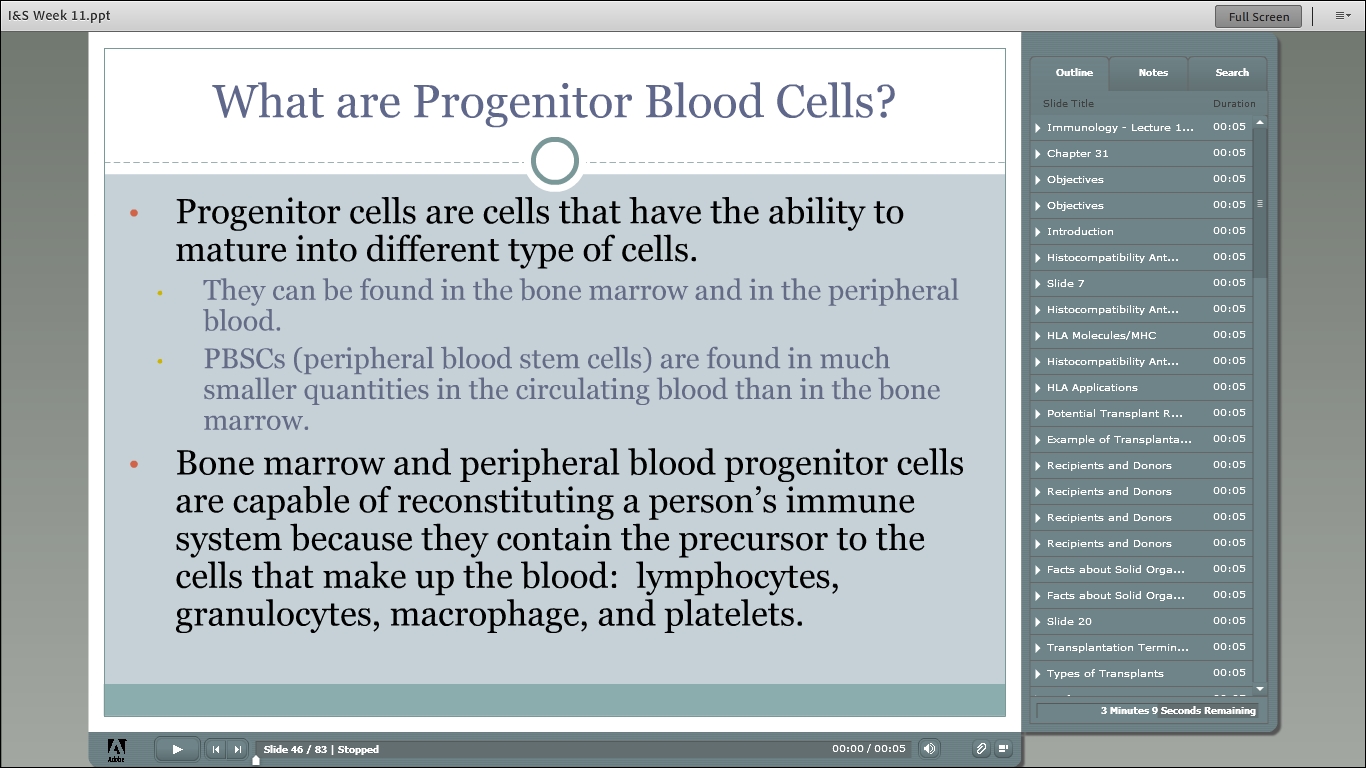 I&S Week 11.ppt
Full Screen
What are Progenitor Blood Cells?
Progenitor cells are cells that have the ability to
mature into different type of cells.
They can be found in the bone marrow and in the peripheral
blood.
PBSCs (peripheral blood stem cells) are found in much
smaller quantities in the circulating blood than in the bone
marrow.
Bone marrow and peripheral blood progenitor cells
are capable of reconstituting a person’s immune
system because they contain the precursor to the
cells that make up the blood:  lymphocytes,
granulocytes, macrophage, and platelets.
Outline Notes Search
Slide Title Duration
Immunology - Lecture 1... 00:05
Chapter 31 00:05
Objectives 00:05
Objectives 00:05
Introduction 00:05
Histocompatibility Ant... 00:05
Slide 7 00:05
Histocompatibility Ant... 00:05
HLA Molecules/MHC 00:05
Histocompatibility Ant... 00:05
HLA Applications 00:05
Potential Transplant R... 00:05
Example of Transplanta... 00:05
Recipients and Donors 00:05
Recipients and Donors 00:05
Recipients and Donors 00:05
Recipients and Donors 00:05
Facts about Solid Orga... 00:05
Facts about Solid Orga... 00:05
Slide 20 00:05
Transplantation Termin... 00:05
Types of Transplants 00:05
3 Minutes 9 Seconds Remaining
Adobe
Slide 46 / 83 | Stopped
00:00 / 00:05